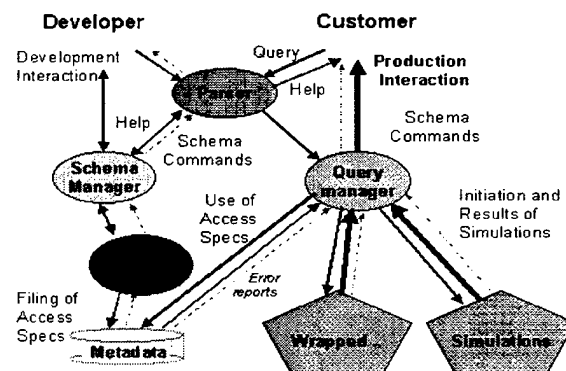 Developer
Customer
Development
Interaction
Query
Parser
Help
Production
Interaction
Help
Schema
Commands
Schema
Commands
Schema
Manager
Query
manager
Use of
Access
Specs
Initiation and
Results of
Simulations
Error
reports
Filing of
Access
Specs
Metadata
Wrapped...
Simulations